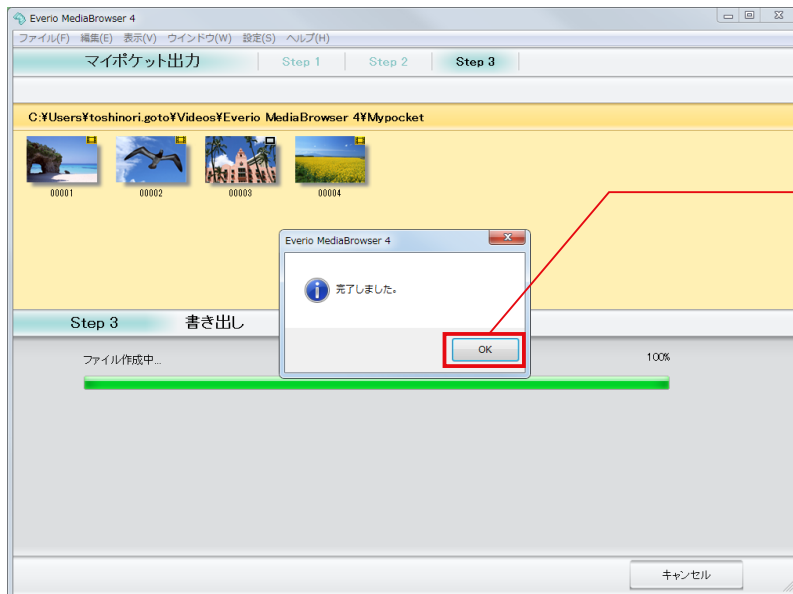 Everio MediaBrowser 4
ファイル(F) 編集(E) 表示(V) ウインドウ(W) 設定(S) ヘルプ(H)
マイポケット出力 Step 1 Step 2 Step 3
C:¥Users¥toshinori.goto¥Videos¥Everio MediaBrowser 4¥Mypocket
00001 00002 00003 00004
Everio MediaBrowser 4
完了しました。
OK
Step 3 書き出し
ファイル作成中... 100%
キャンセル